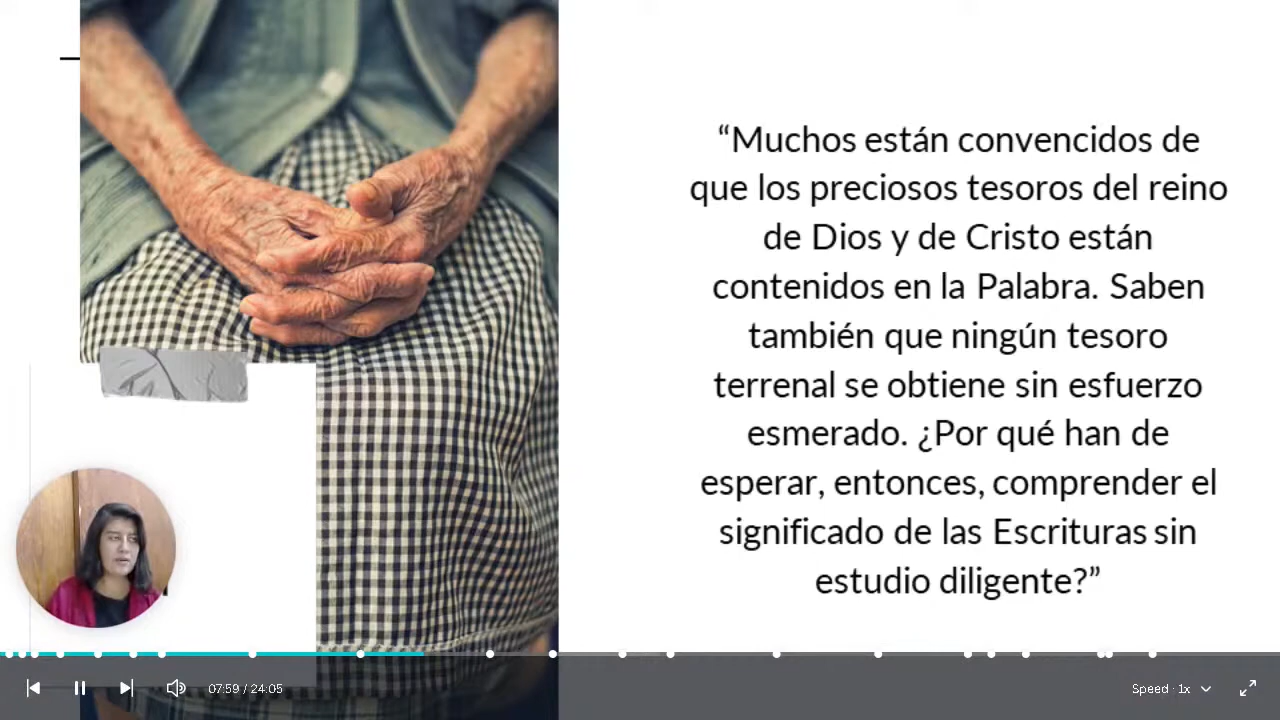 “Muchos están convencidos de
que los preciosos tesoros del reino
de Dios y de Cristo están
contenidos en la Palabra. Saben
también que ningún tesoro
terrenal se obtiene sin esfuerzo
esmerado. ¿Por qué han de
esperar, entonces, comprender el
significado de las Escrituras sin
estudio diligente?”
07:59 / 24:05
Speed · 1x